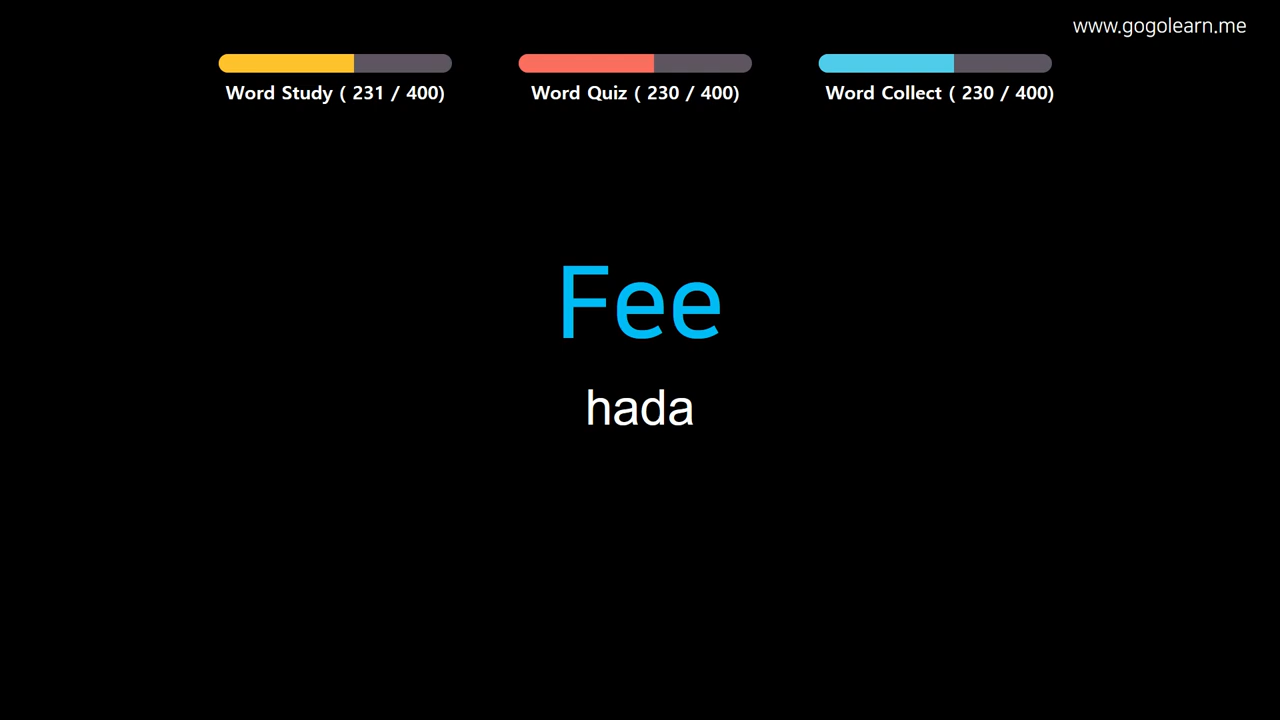 www.gogolearn.me
Word Study ( 231 / 400)
Word Quiz ( 230 / 400)
Word Collect ( 230 / 400)
Fee
hada